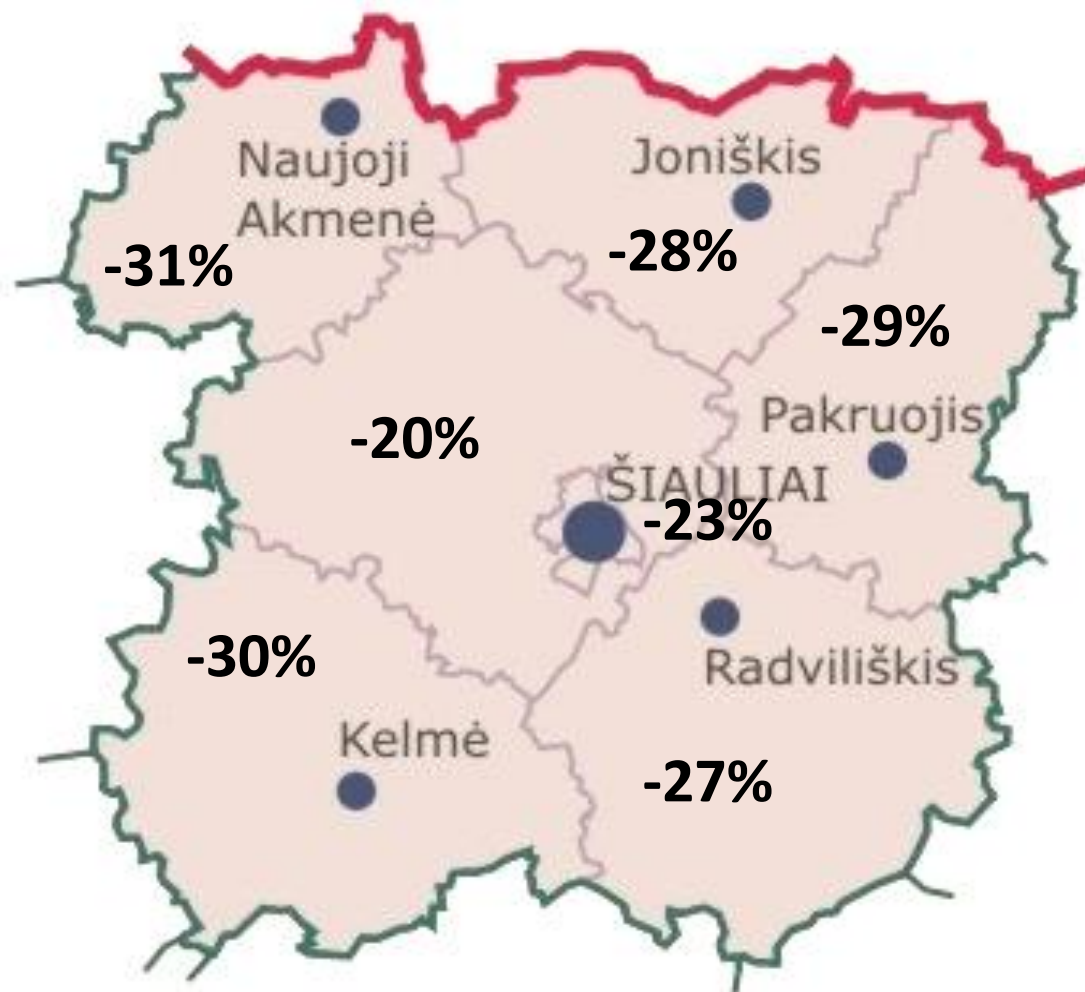 Naujoji
Akmenė
-31%
Joniškis
-28%
-29%
Pakruojis
-20%
ŠIAULIAI
-23%
-30%
Radviliškis
Kelmė
-27%